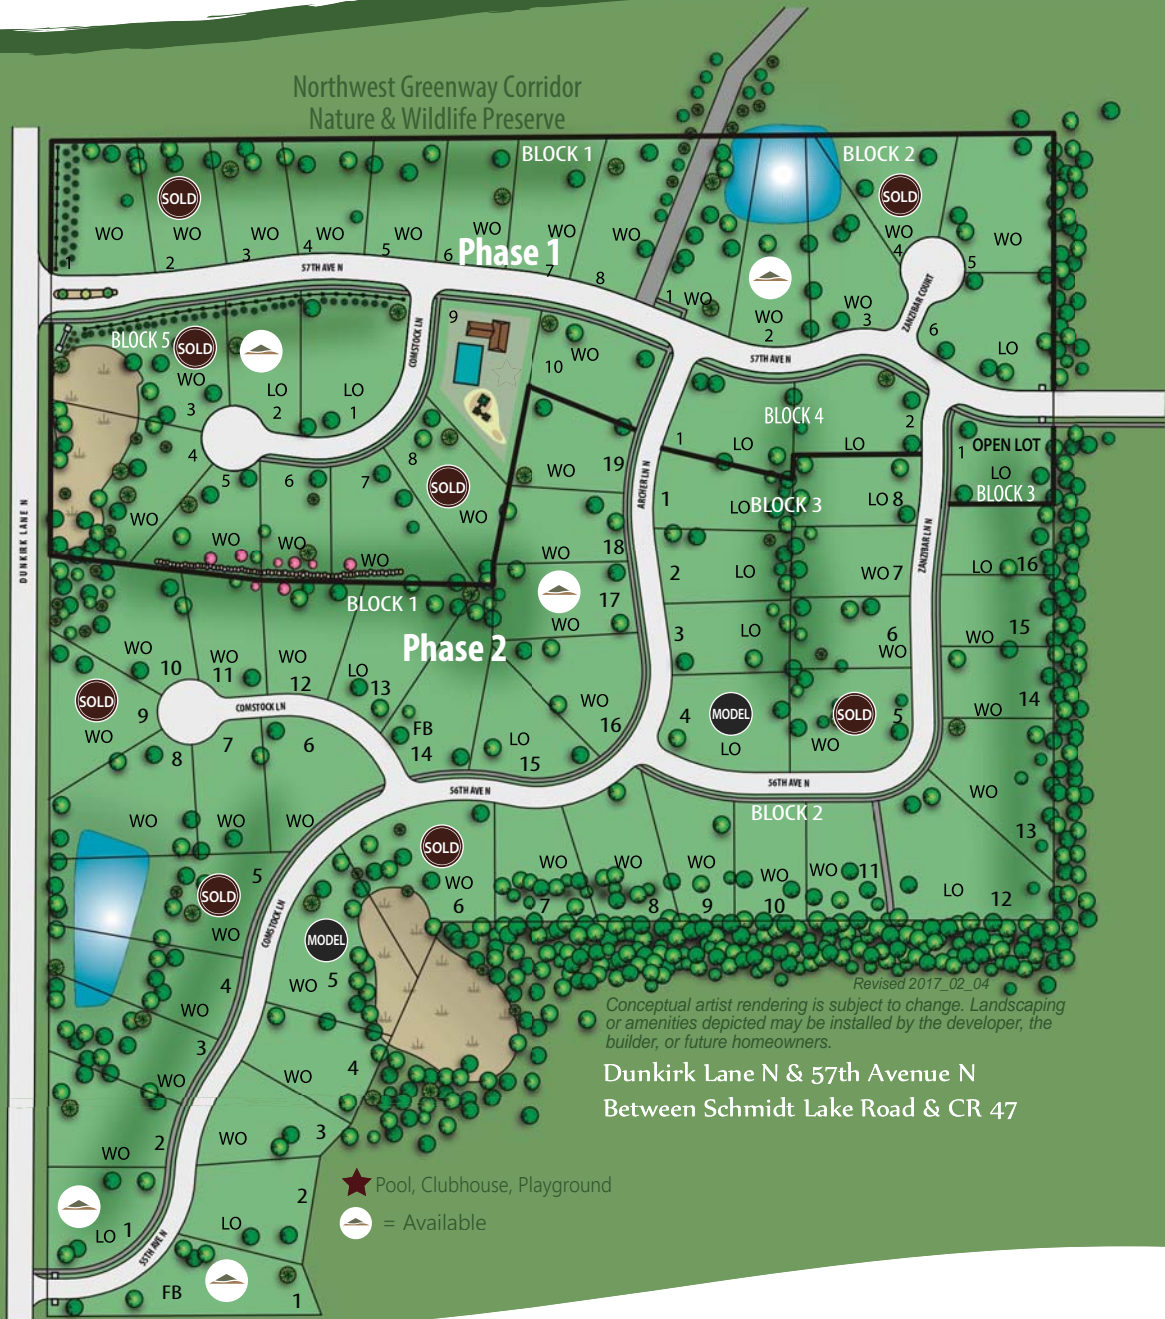 Northwest Greenway Corridor
Nature & Wildlife Preserve
BLOCK 1
BLOCK 2
SOLD
SOLD
WO
WO
WO
WO
WO
WO
WO
WO
WO
WO
1
2
3
4
5
6
7
8
Phase 1
57TH AVE N
4
5
ZANZIBAR COURT
1
WO
WO
2
WO
3
6
LO
57TH AVE N
BLOCK 5
SOLD
WO
3
LO
2
LO
1
COMSTOCK LN
9
10
WO
4
5
6
7
8
SOLD
WO
WO
WO
WO
WO
BLOCK 4
1
LO
LO
2
1
OPEN LOT
LO
BLOCK 3
WO
19
ARCHER LN N
1
LO
BLOCK 3
LO
8
ZANZIBAR LN N
DUNKIRK LANE N
WO
18
2
LO
WO
7
LO
16
BLOCK 1
WO
17
3
LO
6
WO
WO
15
Phase 2
WO
10
WO
11
WO
12
LO
13
WO
16
4
MODEL
LO
SOLD
5
WO
WO
14
SOLD
WO
9
COMSTOCK LN
8
7
6
FB
14
LO
15
56TH AVE N
56TH AVE N
BLOCK 2
WO
13
WO
WO
WO
SOLD
WO
6
WO
7
WO
8
WO
9
WO
10
WO
11
LO
12
5
SOLD
WO
COMSTOCK LN
MODEL
WO
5
4
WO
3
WO
WO
4
2
WO
WO
3
1
LO
2
LO
55TH AVE N
FB
1
Revised 2017_02_04
Conceptual artist rendering is subject to change. Landscaping
or amenities depicted may be installed by the developer, the
builder, or future homeowners.
Dunkirk Lane N & 57th Avenue N
Between Schmidt Lake Road & CR 47
Pool, Clubhouse, Playground
= Available